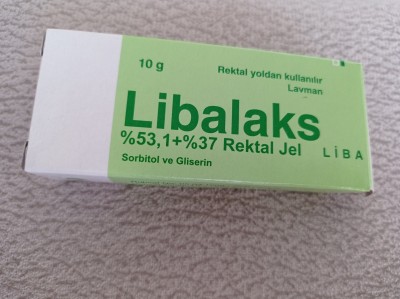 10 g
Rektal yoldan kullanılır
Lavman
Libalaks
%53,1+%37 Rektal Jel
LİBA
Sorbitol ve Gliserin